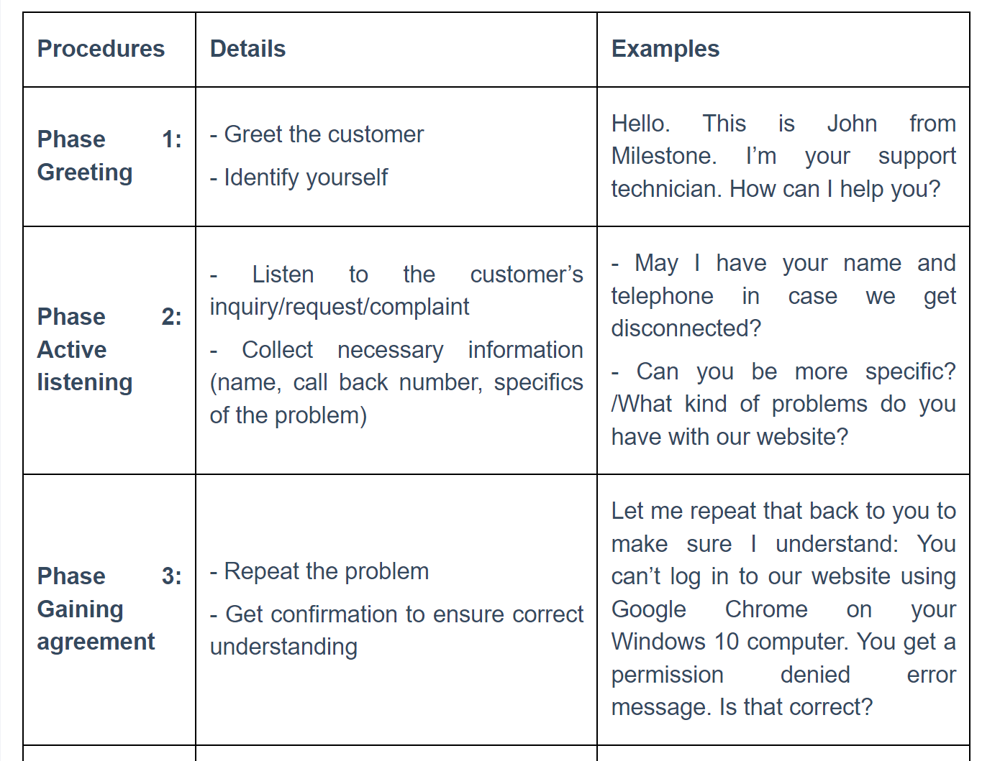 Procedures
Details
Examples
Phase 1:
Greeting
- Greet the customer
- Identify yourself
Hello. This is John from
Milestone. I’m your support
technician. How can I help you?
Phase 2:
Active
listening
- Listen to the customer’s
inquiry/request/complaint
- Collect necessary information
(name, call back number, specifics
of the problem)
- May I have your name and
telephone in case we get
disconnected?
- Can you be more specific?
/What kind of problems do you
have with our website?
Phase 3:
Gaining
agreement
- Repeat the problem
- Get confirmation to ensure correct
understanding
Let me repeat that back to you to
make sure I understand: You
can’t log in to our website using
Google Chrome on your
Windows 10 computer. You get a
permission denied error
message. Is that correct?